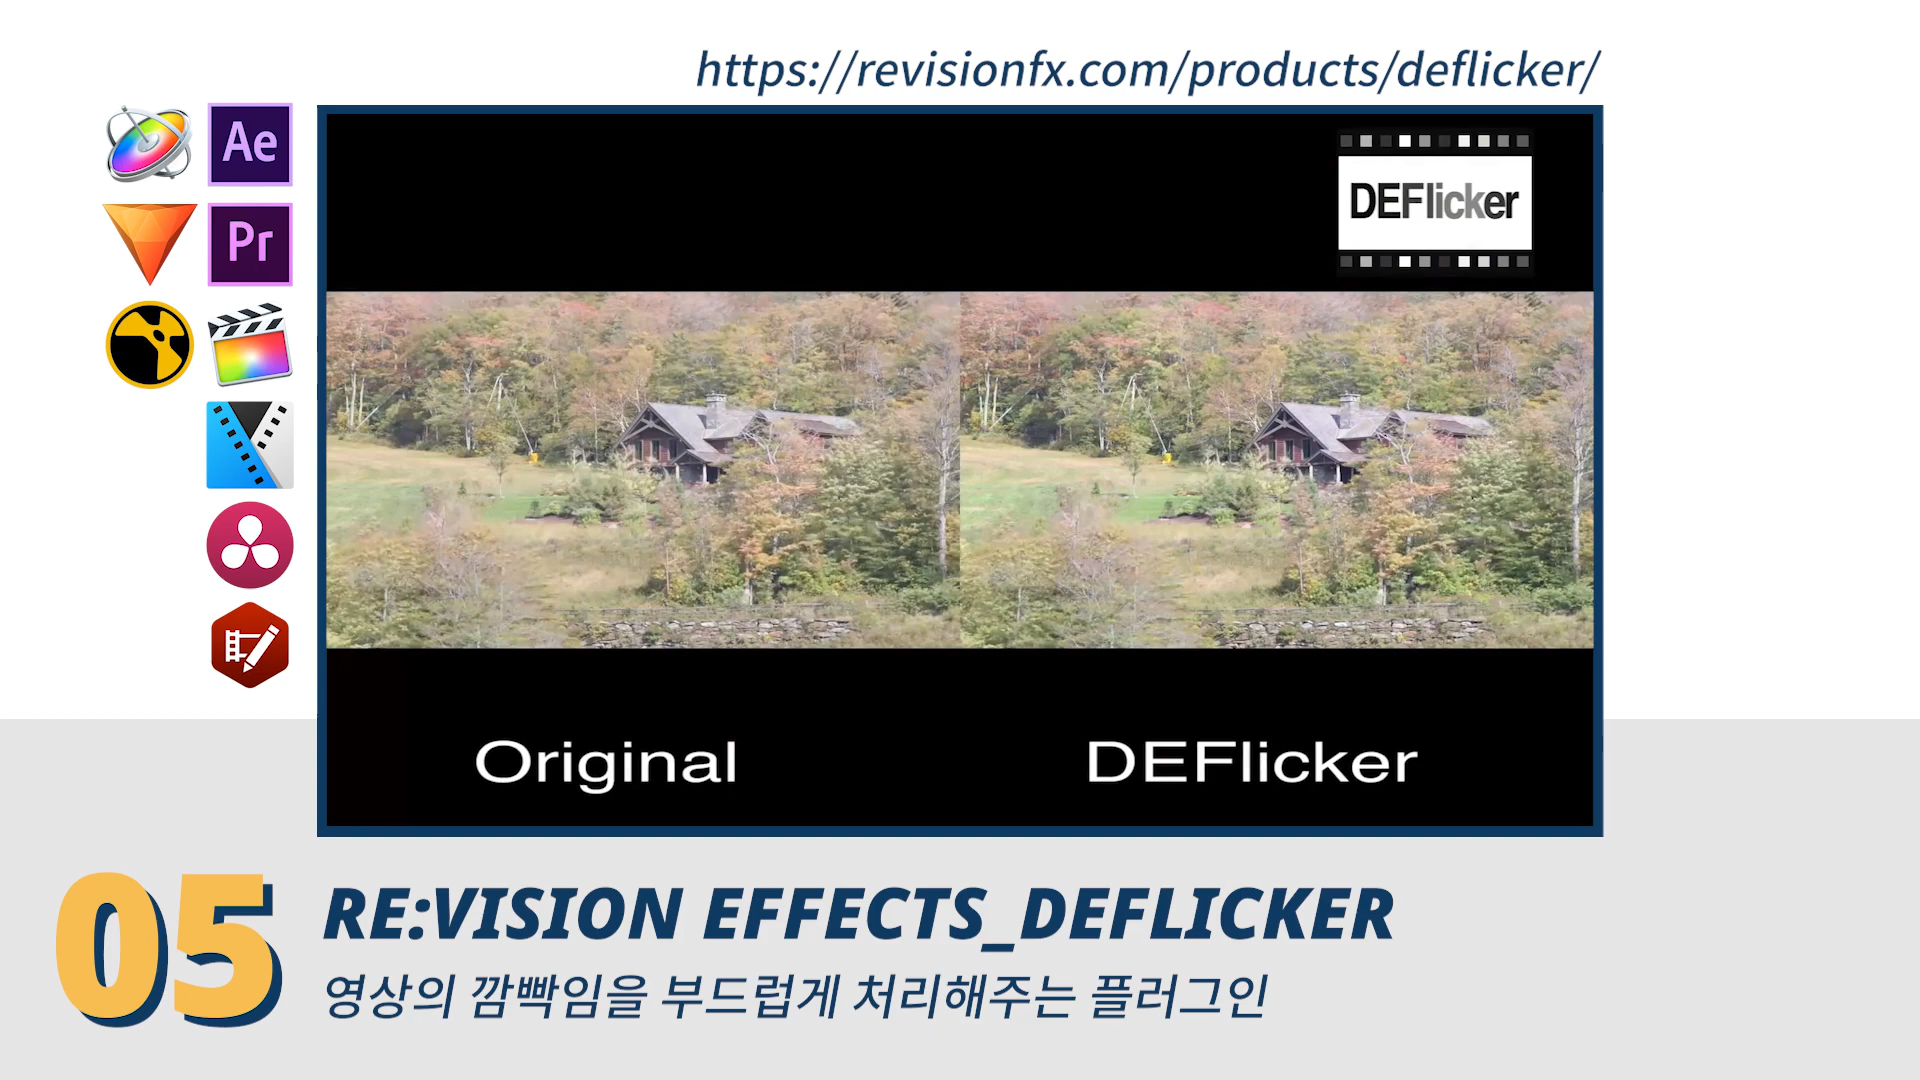 https://revisionfx.com/products/deflicker/
Ae
Pr
DEFlicker
Original
DEFlicker
05
RE:VISION EFFECTS_DEFLICKER
영상의 깜빡임을 부드럽게 처리해주는 플러그인